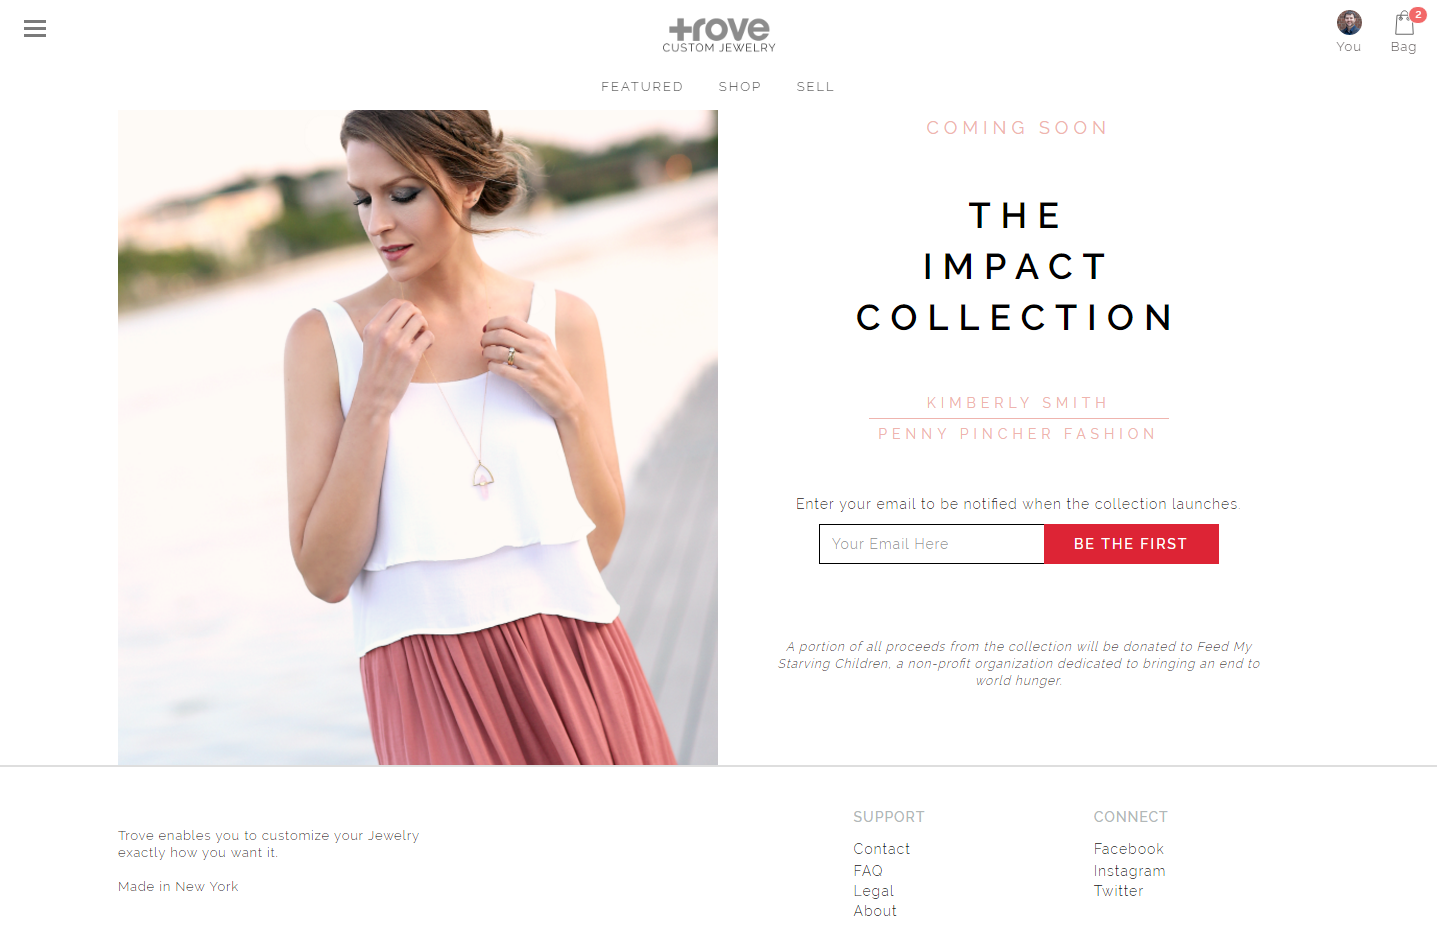 trove
CUSTOM JEWELRY
2
You
Bag
FEATURED SHOP SELL
COMING SOON
THE
IMPACT
COLLECTION
KIMBERLY SMITH
PENNY PINCHER FASHION
Enter your email to be notified when the collection launches.
Your Email Here
BE THE FIRST
A portion of all proceeds from the collection will be donated to Feed My
Starving Children, a non-profit organization dedicated to bringing an end to
world hunger.
Trove enables you to customize your Jewelry
exactly how you want it.
Made in New York
SUPPORT
Contact
FAQ
Legal
About
CONNECT
Facebook
Instagram
Twitter